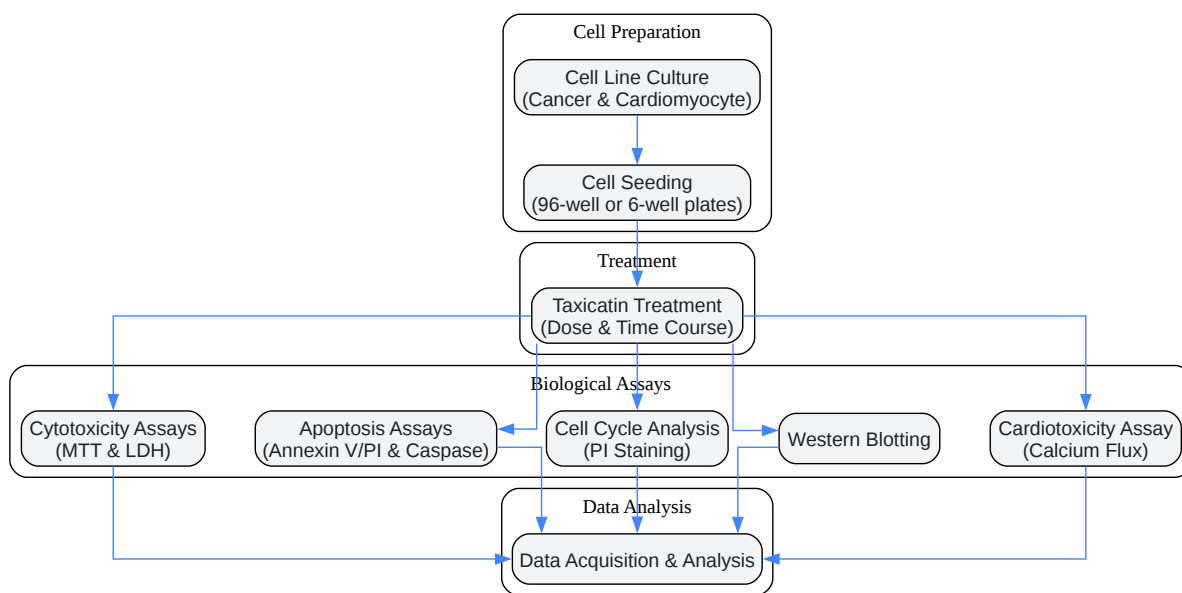 Cell Preparation
Cell Line Culture
(Cancer & Cardiomyocyte)
Cell Seeding
(96-well or 6-well plates)
Treatment
Taxicatin Treatment
(Dose & Time Course)
Biological Assays
Cytotoxicity Assays
(MTT & LDH)
Apoptosis Assays
(Annexin V/PI & Caspase)
Cell Cycle Analysis
(PI Staining)
Western Blotting
Cardiotoxicity Assay
(Calcium Flux)
Data Analysis
Data Acquisition & Analysis